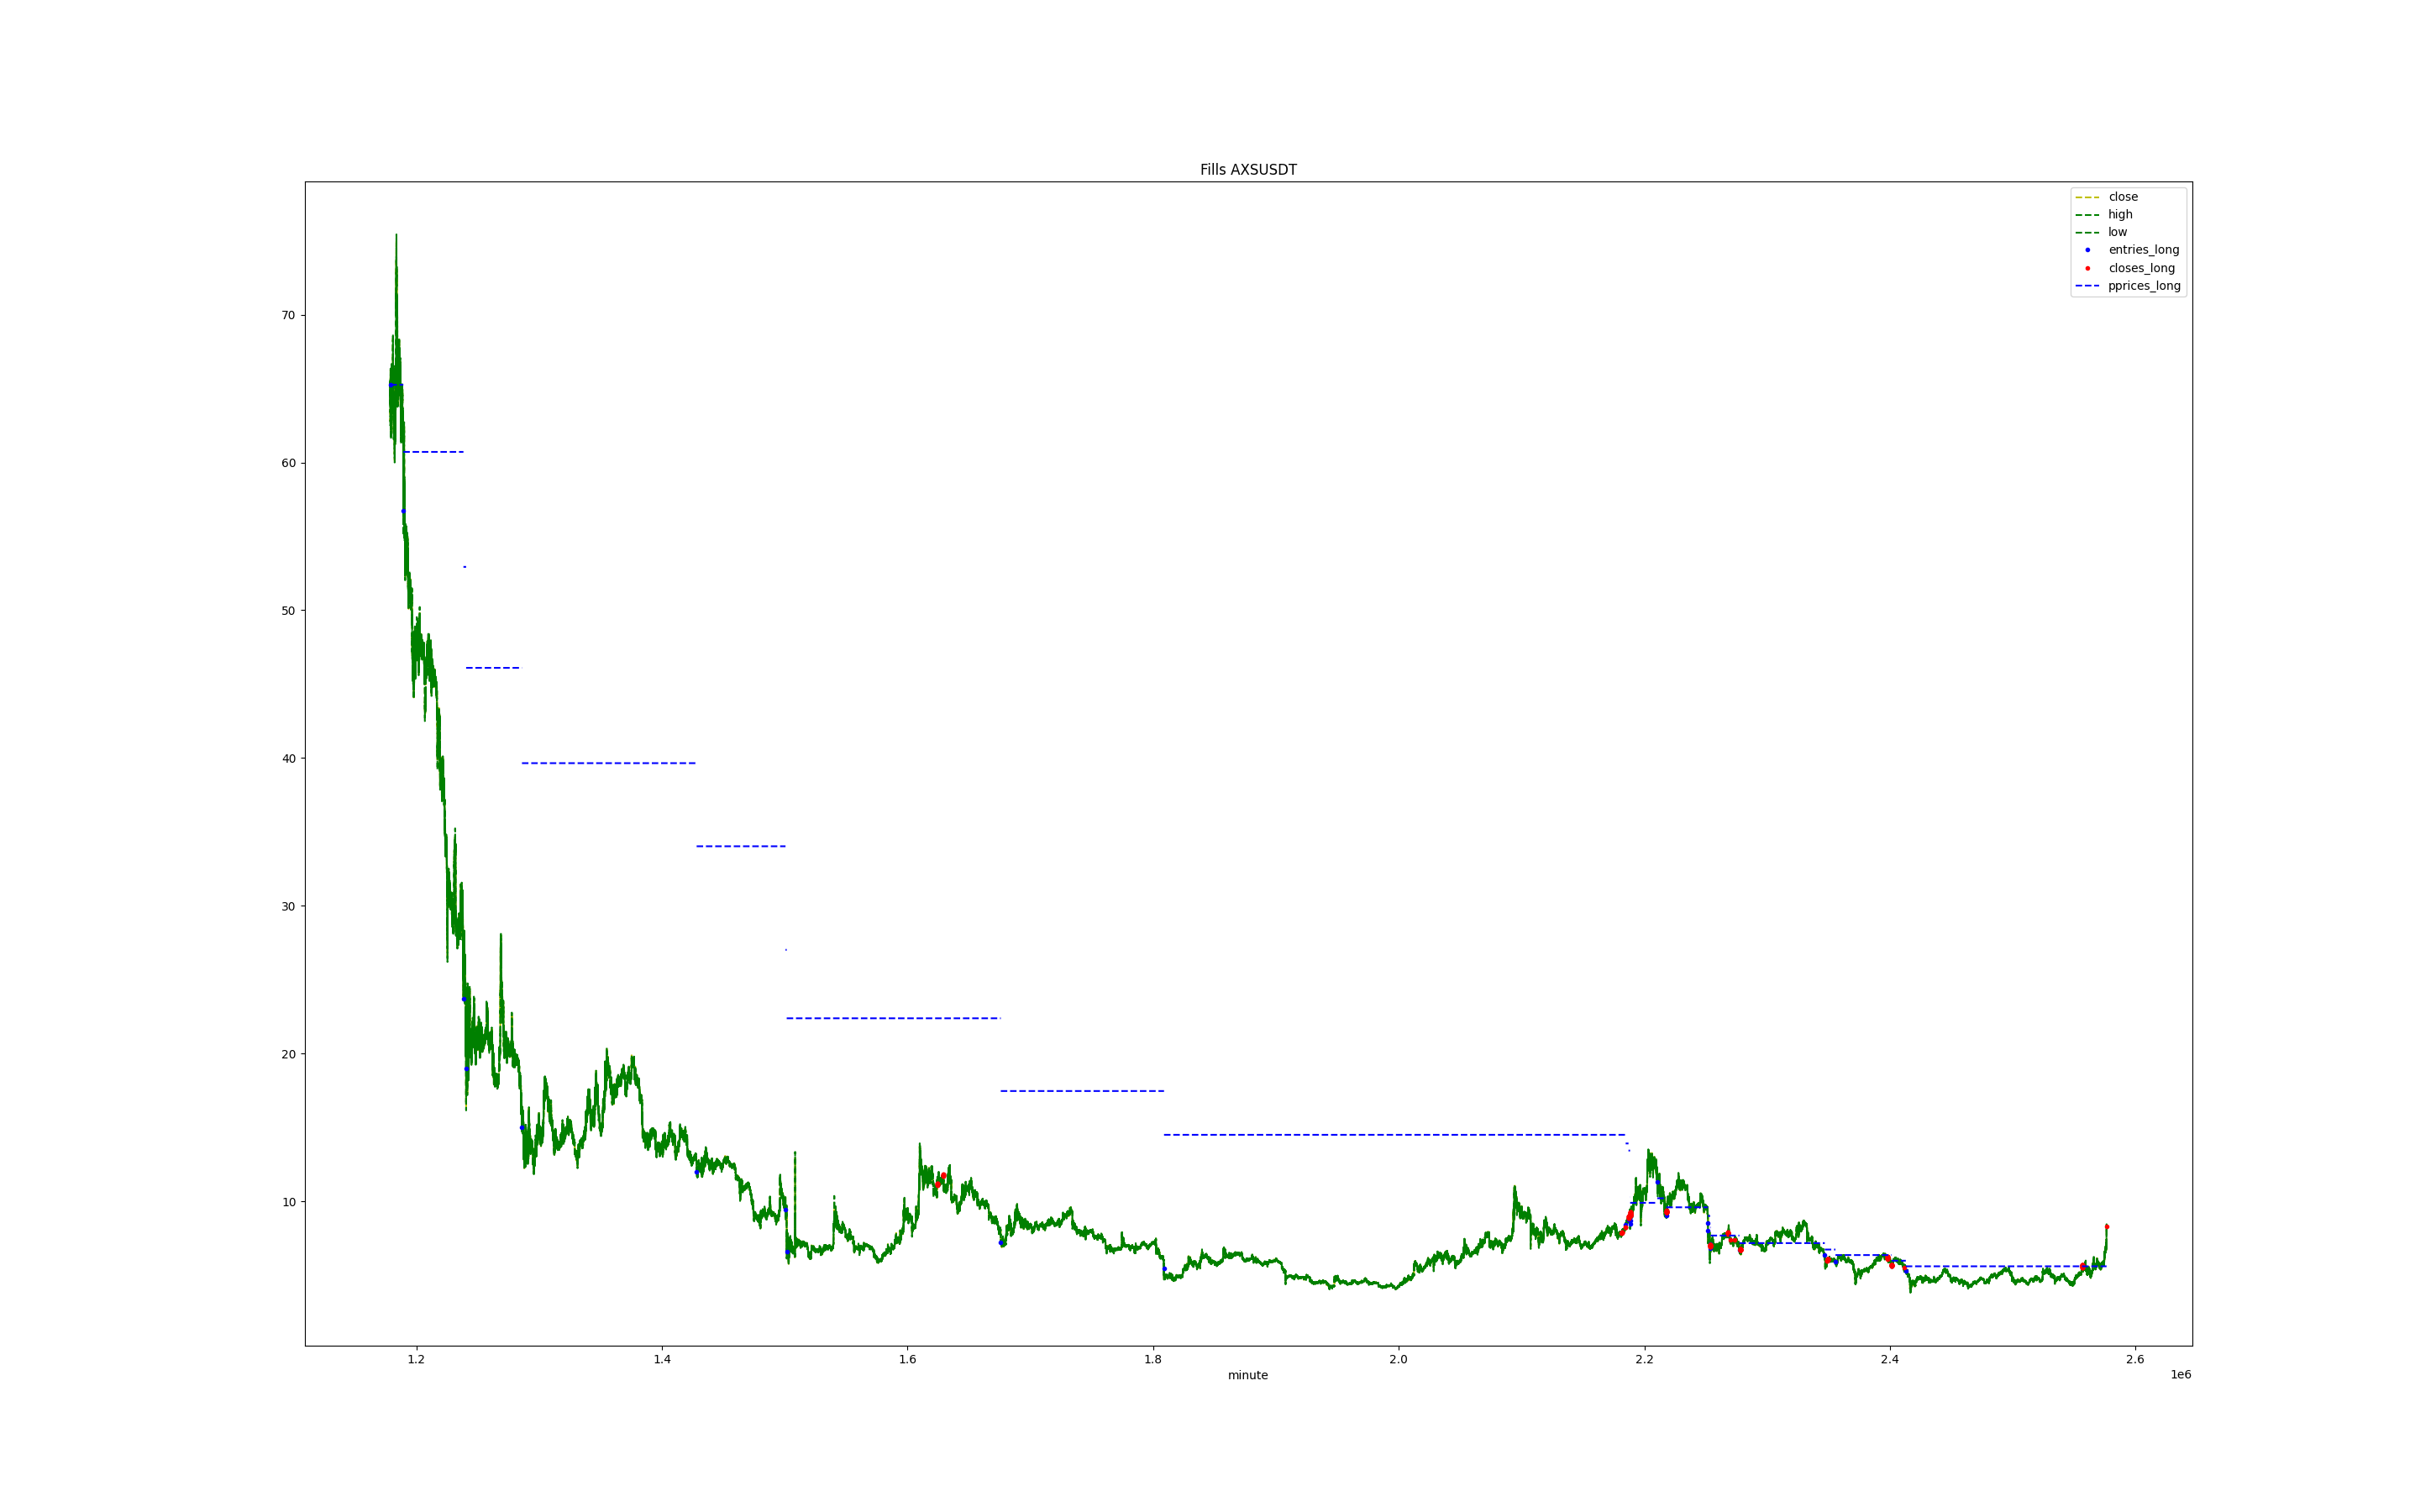 Fills AXSUSDT
close
high
low
entries_long
closes_long
pprices_long
70
60
50
40
30
20
10
1.2 1.4 1.6 1.8 2.0 2.2 2.4 2.6
minute 1e6